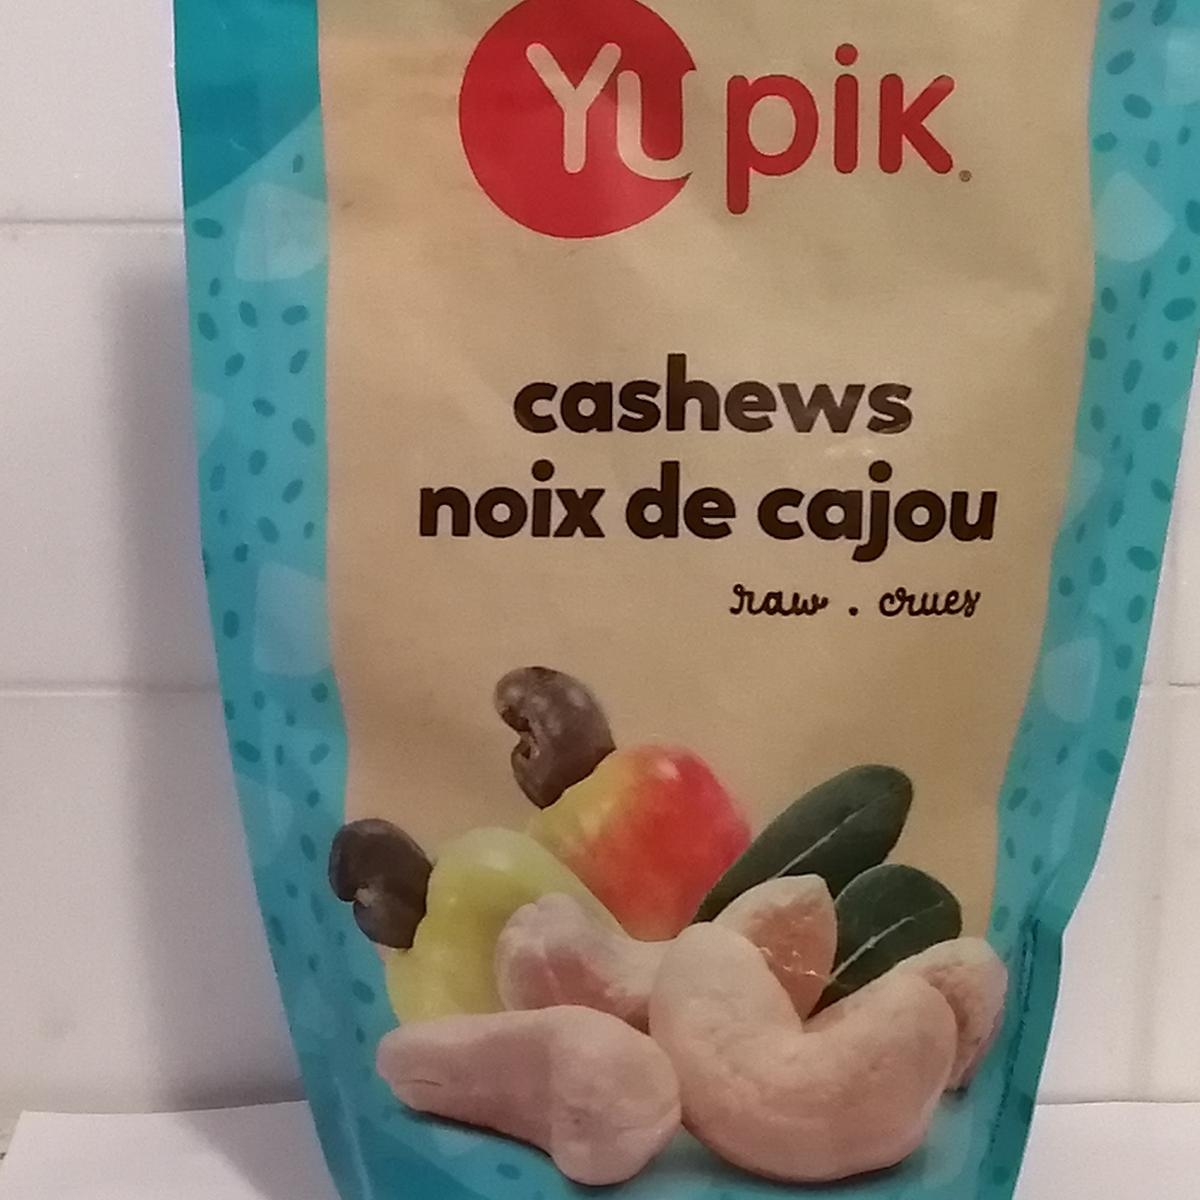 Yupik®
cashews
noix de cajou
raw . crues